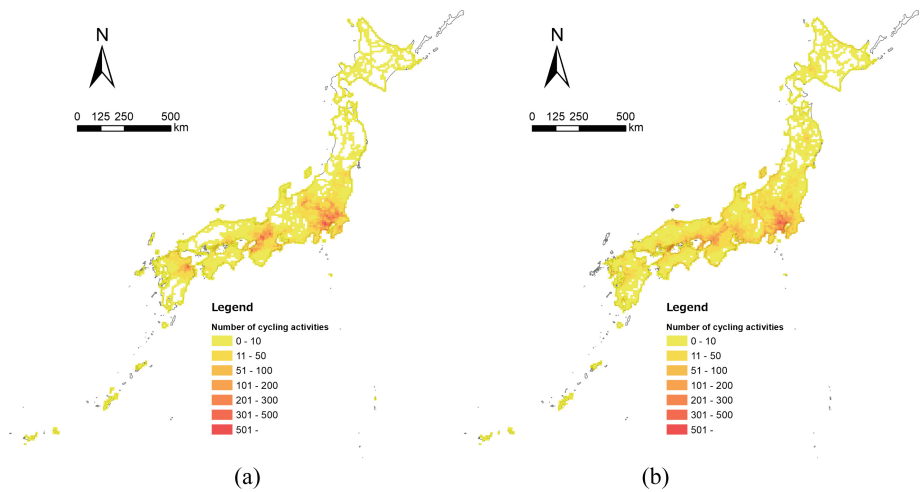 N
0 125 250 500
km
Legend
Number of cycling activities
0 - 10
11 - 50
51 - 100
101 - 200
201 - 300
301 - 500
501 -
(a)
N
0 125 250 500
km
Legend
Number of cycling activities
0 - 10
11 - 50
51 - 100
101 - 200
201 - 300
301 - 500
501 -
(b)